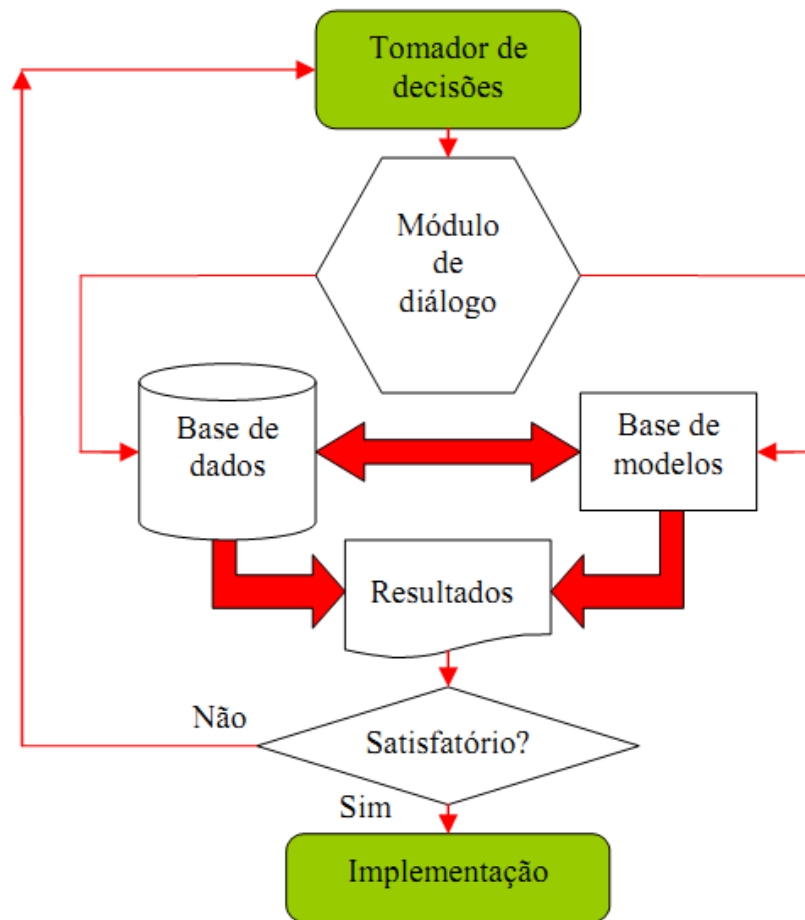 Tomador de
decisões
Módulo
de
diálogo
Base de
dados
Base de
modelos
Resultados
Não
Satisfatório?
Sim
Implementação